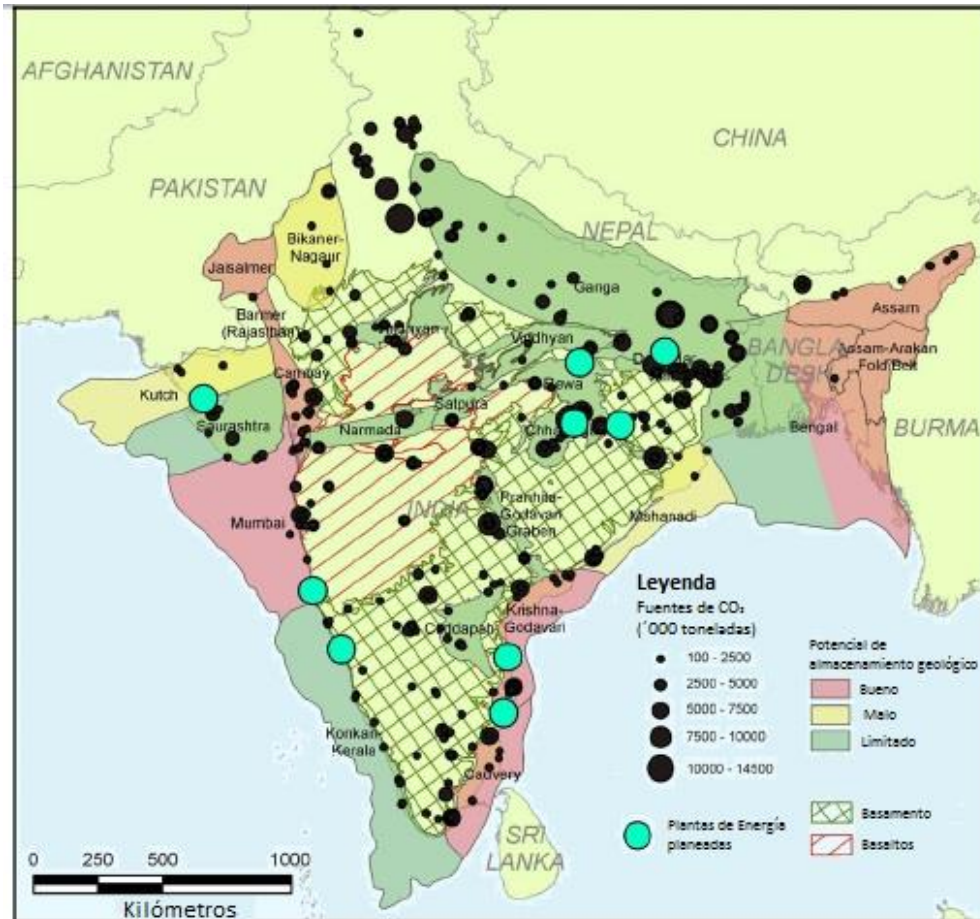 AFGHANISTAN
CHINA
PAKISTAN
NEPAL
Bikaner-
Nagaur
Jaisalmer
Ganga
Assam
Barmer
(Rajasthan)
Vindhyan
BANGLA
DESH
Assam-Arakan
Fold Belt
Cambay
Rewa
Kutch
Satpura
Saurashtra
Narmada
Bengal
BURMA
INDIA
Pranhita-
Godavari
Graben
Mumbai
Mahanadi
Leyenda
Fuentes de CO₂
(´000 toneladas)
100 - 2500
2500 - 5000
5000 - 7500
7500 - 10000
10000 - 14500
Plantas de Energía
planeadas
Potencial de
almacenamiento geológico
Bueno
Malo
Limitado
Basamento
Basaltos
Krishna-
Godavari
Cuddapah
Konkan-
Kerala
Cauvery
SRI
LANKA
0 250 500 1000
Kilómetros